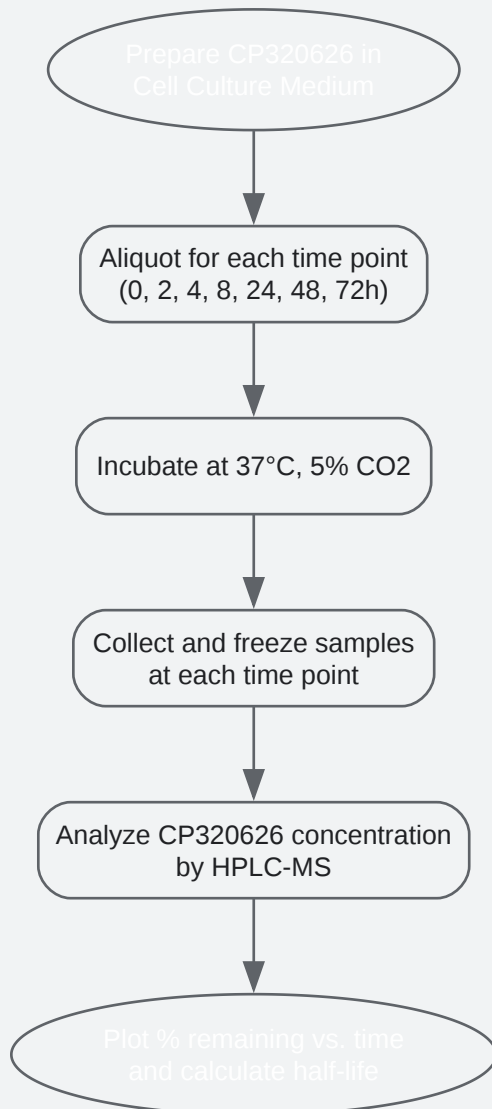 Prepare CP320626 in
Cell Culture Medium
Aliquot for each time point
(0, 2, 4, 8, 24, 48, 72h)
Incubate at 37°C, 5% CO2
Collect and freeze samples
at each time point
Analyze CP320626 concentration
by HPLC-MS
Plot % remaining vs. time
and calculate half-life